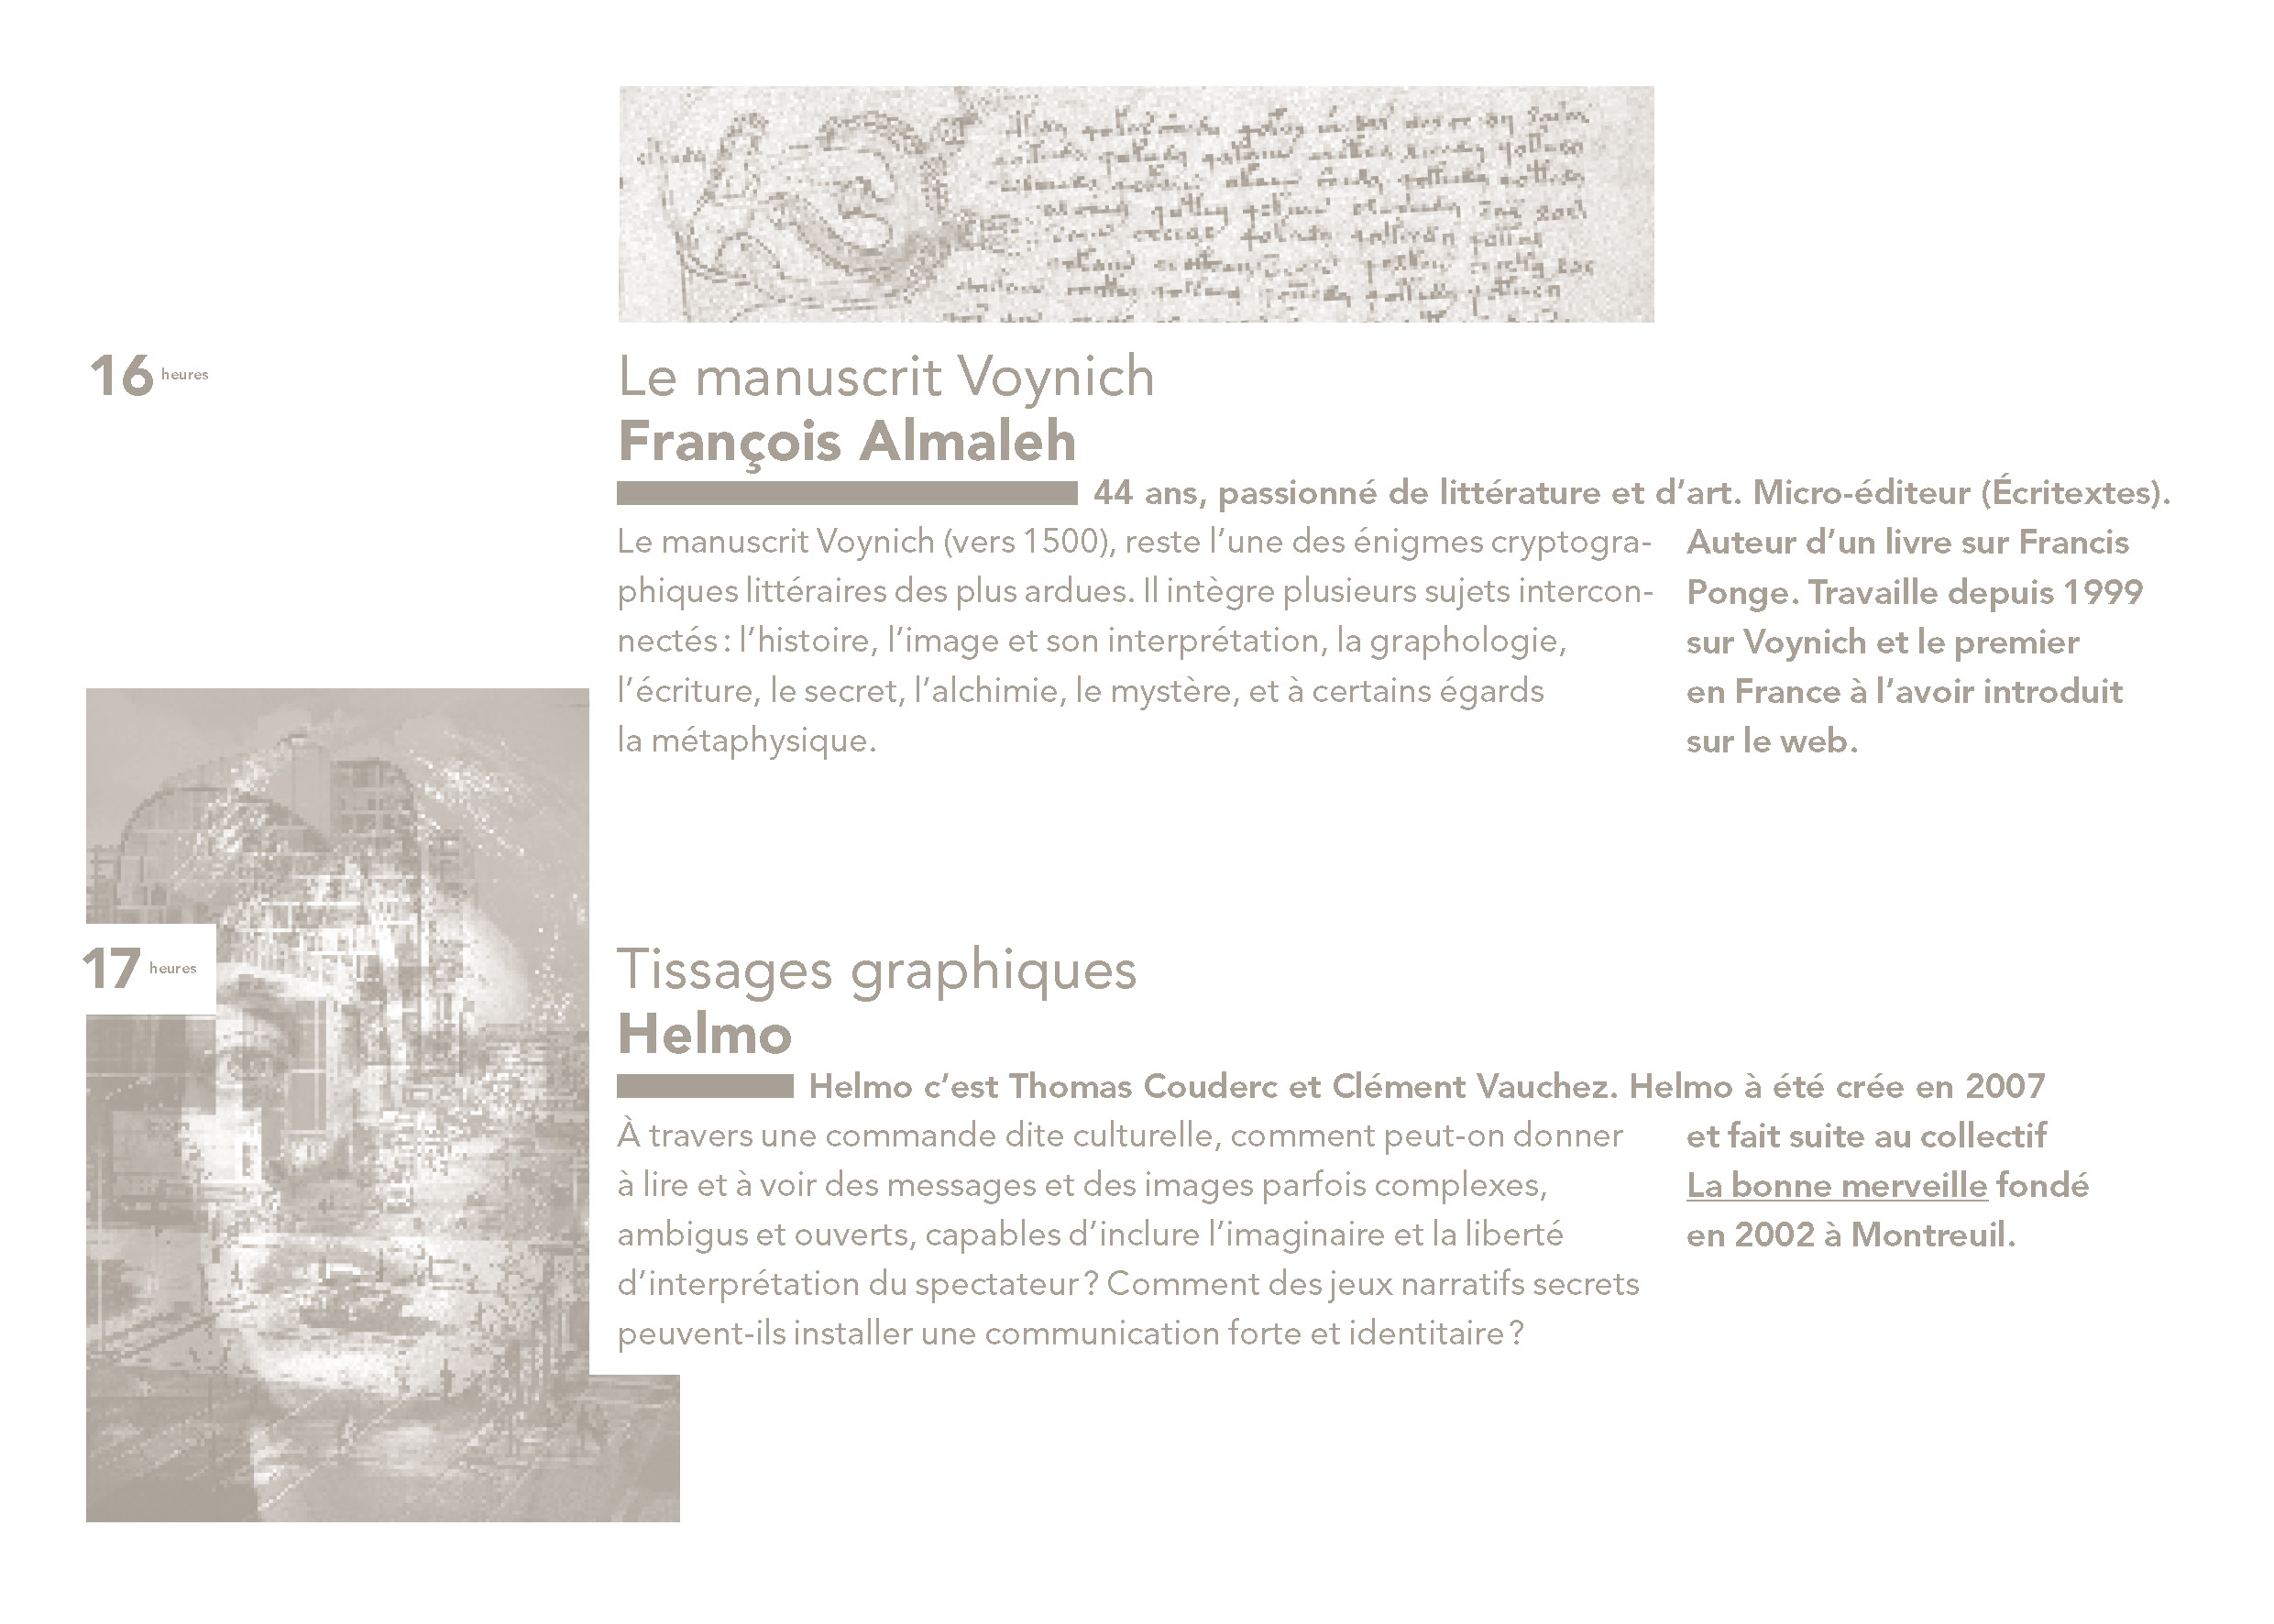 16 heures
Le manuscrit Voynich
François Almaleh
44 ans, passionné de littérature et d’art. Micro-éditeur (Écritextes).
Auteur d’un livre sur Francis
Ponge. Travaille depuis 1999
sur Voynich et le premier
en France à l’avoir introduit
sur le web.
Le manuscrit Voynich (vers 1500), reste l’une des énigmes cryptogra-
phiques littéraires des plus ardues. Il intègre plusieurs sujets intercon-
nectés : l’histoire, l’image et son interprétation, la graphologie,
l’écriture, le secret, l’alchimie, le mystère, et à certains égards
la métaphysique.
17 heures
Tissages graphiques
Helmo
Helmo c’est Thomas Couderc et Clément Vauchez. Helmo à été crée en 2007
et fait suite au collectif
La bonne merveille fondé
en 2002 à Montreuil.
À travers une commande dite culturelle, comment peut-on donner
à lire et à voir des messages et des images parfois complexes,
ambigus et ouverts, capables d’inclure l’imaginaire et la liberté
d’interprétation du spectateur ? Comment des jeux narratifs secrets
peuvent-ils installer une communication forte et identitaire ?